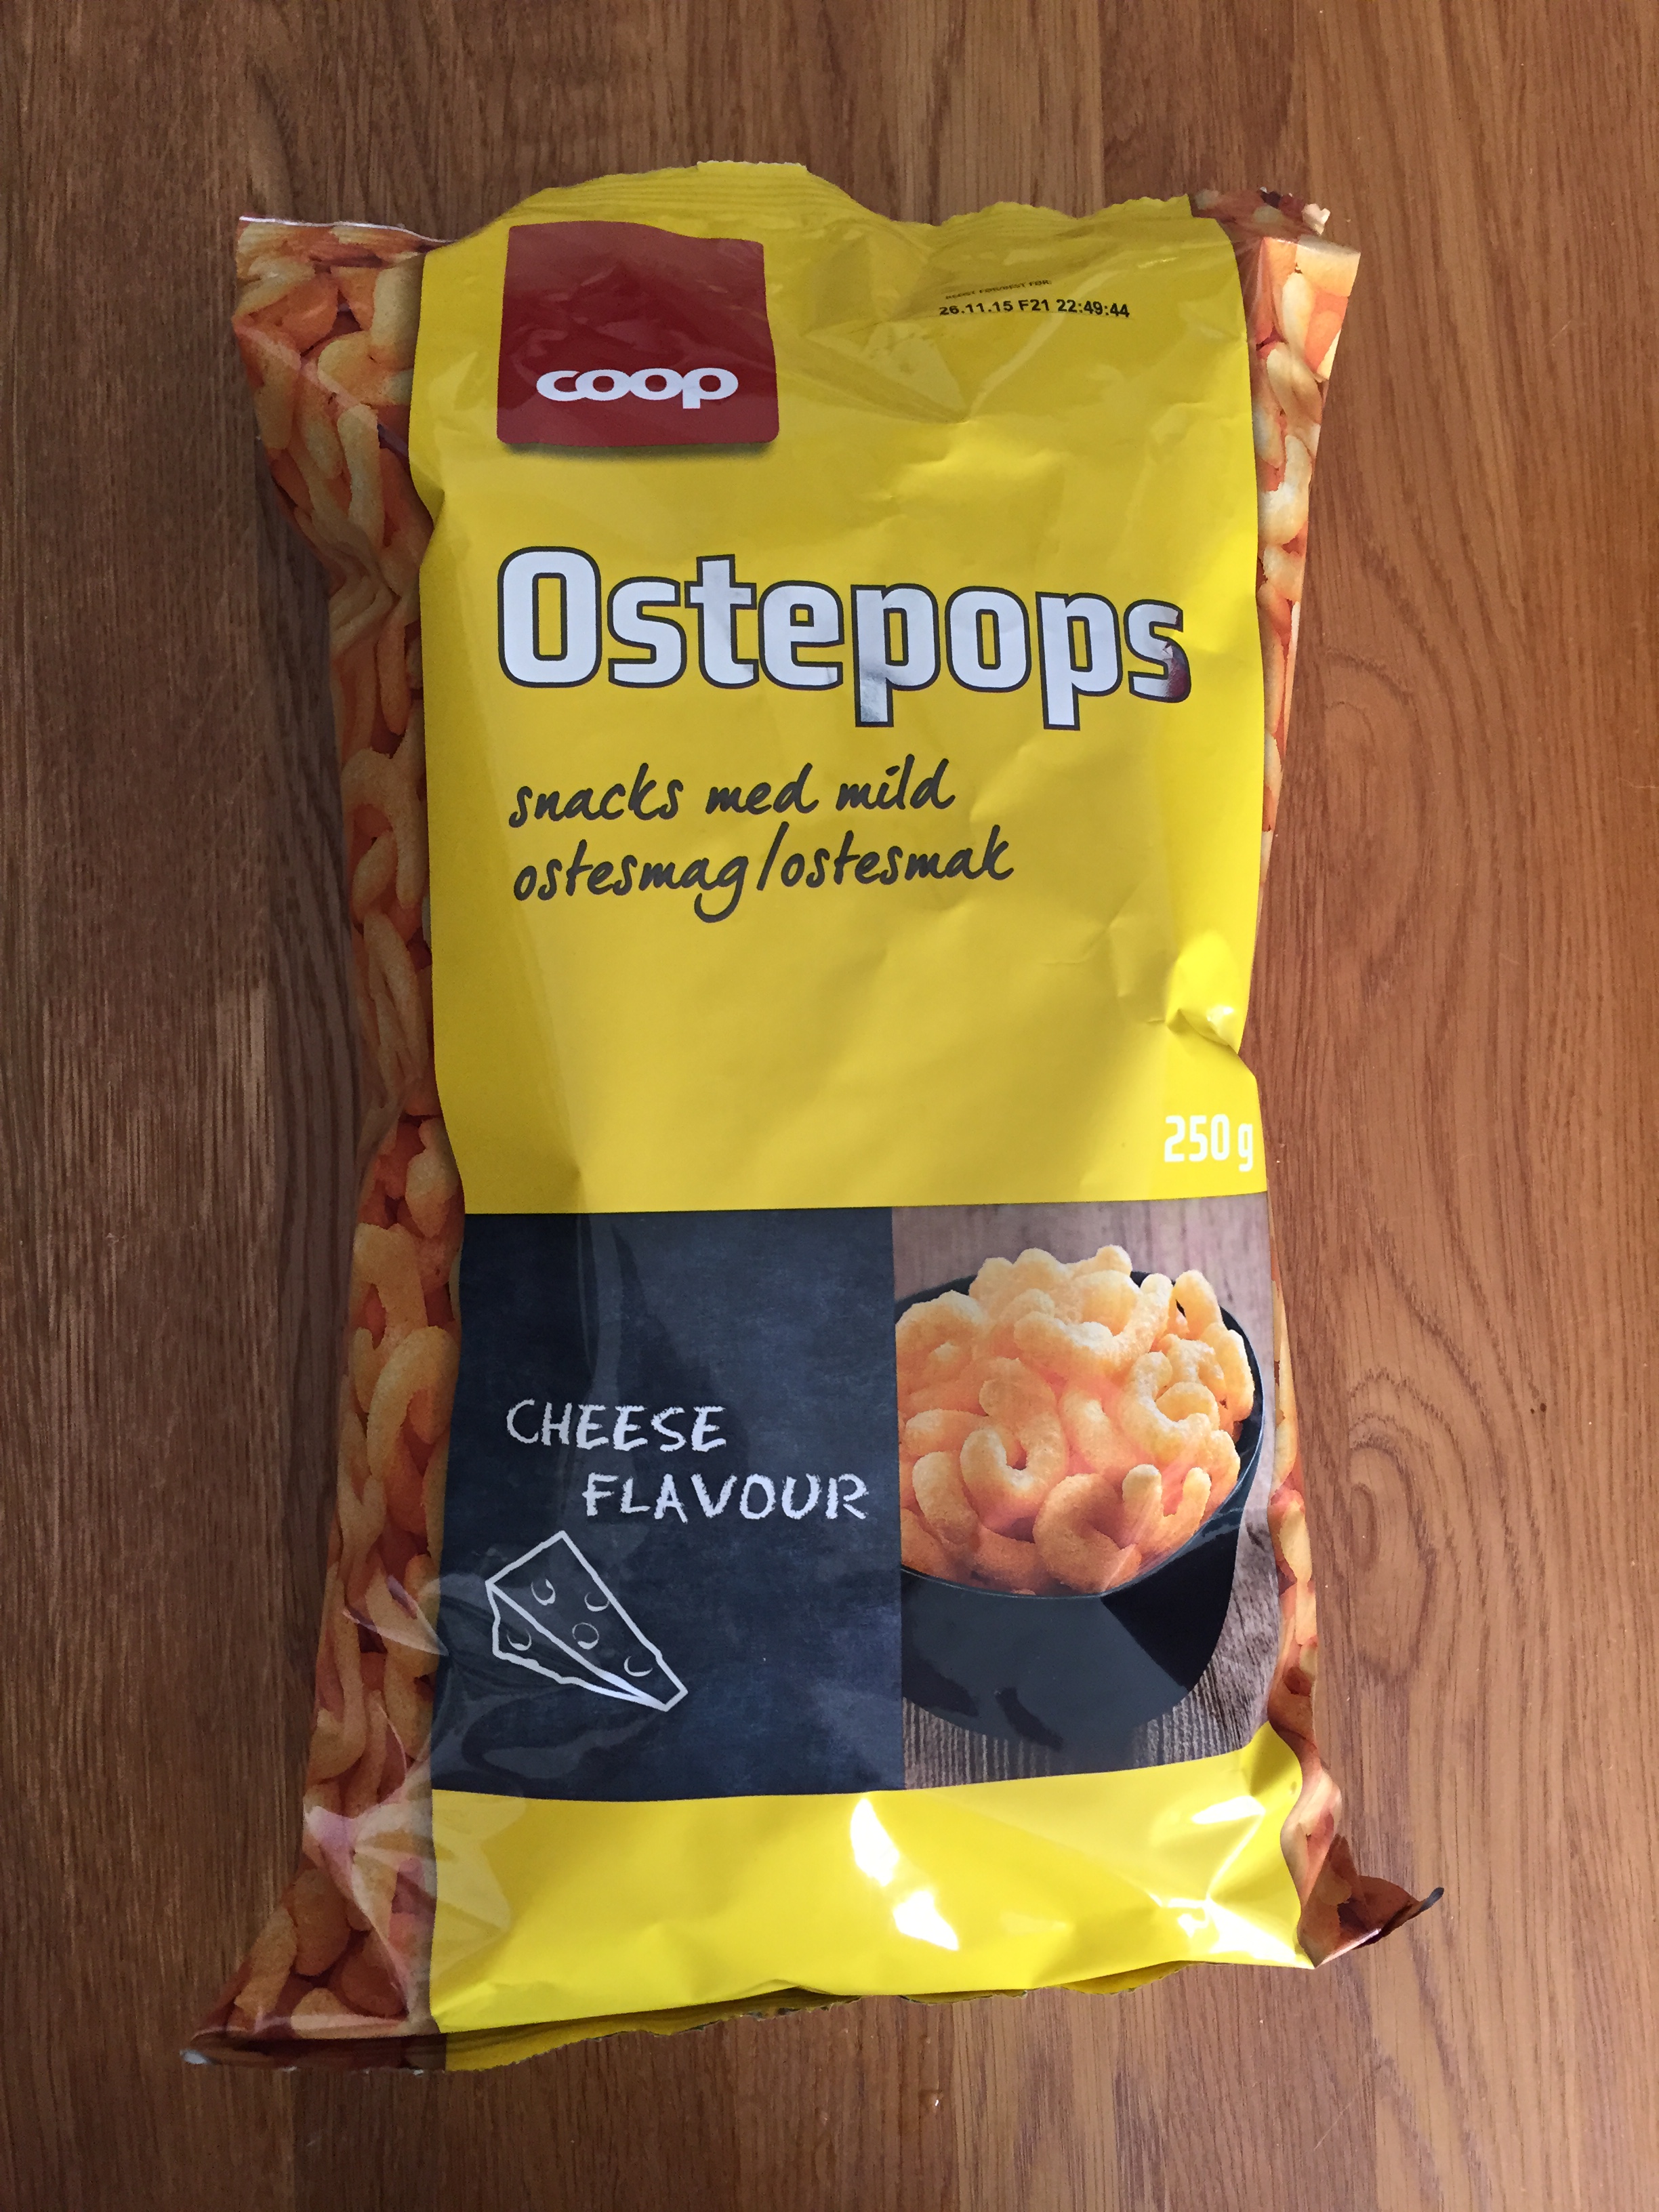 coop
26.11.15 F21 22:49:44
Ostepops
snacks med mild
ostesmag/ostesmak
250 g
CHEESE
FLAVOUR